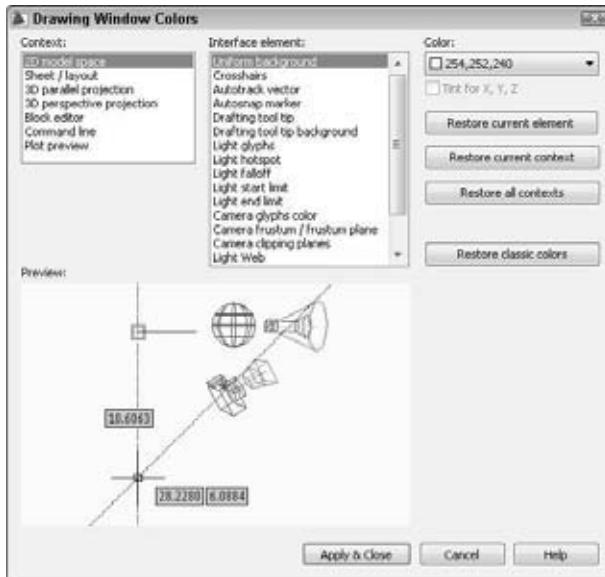 Drawing Window Colors
Context:
2D model space
Sheet / layout
3D parallel projection
3D perspective projection
Block editor
Command line
Plot preview
Interface element:
Uniform background
Crosshairs
Autotrack vector
Autosnap marker
Drafting tool tip
Drafting tool tip background
Light glyphs
Light hotspot
Light falloff
Light start limit
Light end limit
Camera glyphs color
Camera frustum / frustum plane
Camera clipping planes
Light Web
Color:
254,252,240
Tint for X, Y, Z
Restore current element
Restore current context
Restore all contexts
Restore classic colors
Preview:
10.6063
28.2280 6.0884
Apply & Close
Cancel
Help